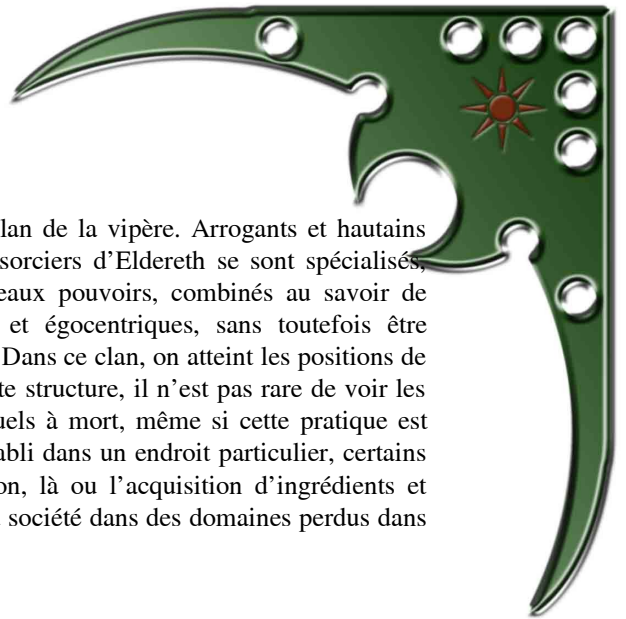 lan de la vipère. Arrogants et hautains
sorciers d’Eldereth se sont spécialisés,
eaux pouvoirs, combinés au savoir de
et égocentriques, sans toutefois être
Dans ce clan, on atteint les positions de
te structure, il n’est pas rare de voir les
uels à mort, même si cette pratique est
abli dans un endroit particulier, certains
on, là ou l’acquisition d’ingrédients et
société dans des domaines perdus dans